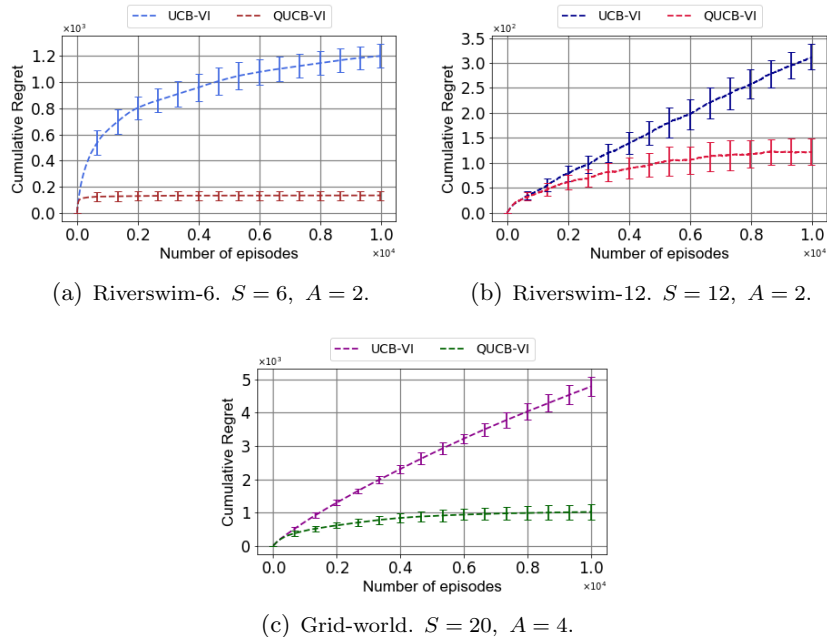 UCB-VI QUCB-VI
×10³
1.2
1.0
0.8
0.6
0.4
0.2
0.0
Cumulative Regret
0.0 0.2 0.4 0.6 0.8 1.0
Number of episodes
×10⁴
(a) Riverswim-6. S = 6, A = 2.
UCB-VI QUCB-VI
×10²
3.5
3.0
2.5
2.0
1.5
1.0
0.5
0.0
Cumulative Regret
0.0 0.2 0.4 0.6 0.8 1.0
Number of episodes
×10⁴
(b) Riverswim-12. S = 12, A = 2.
UCB-VI QUCB-VI
×10³
5
4
3
2
1
0
Cumulative Regret
0.0 0.2 0.4 0.6 0.8 1.0
Number of episodes
×10⁴
(c) Grid-world. S = 20, A = 4.